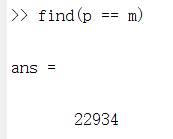 >> find(p == m)
ans =
22934